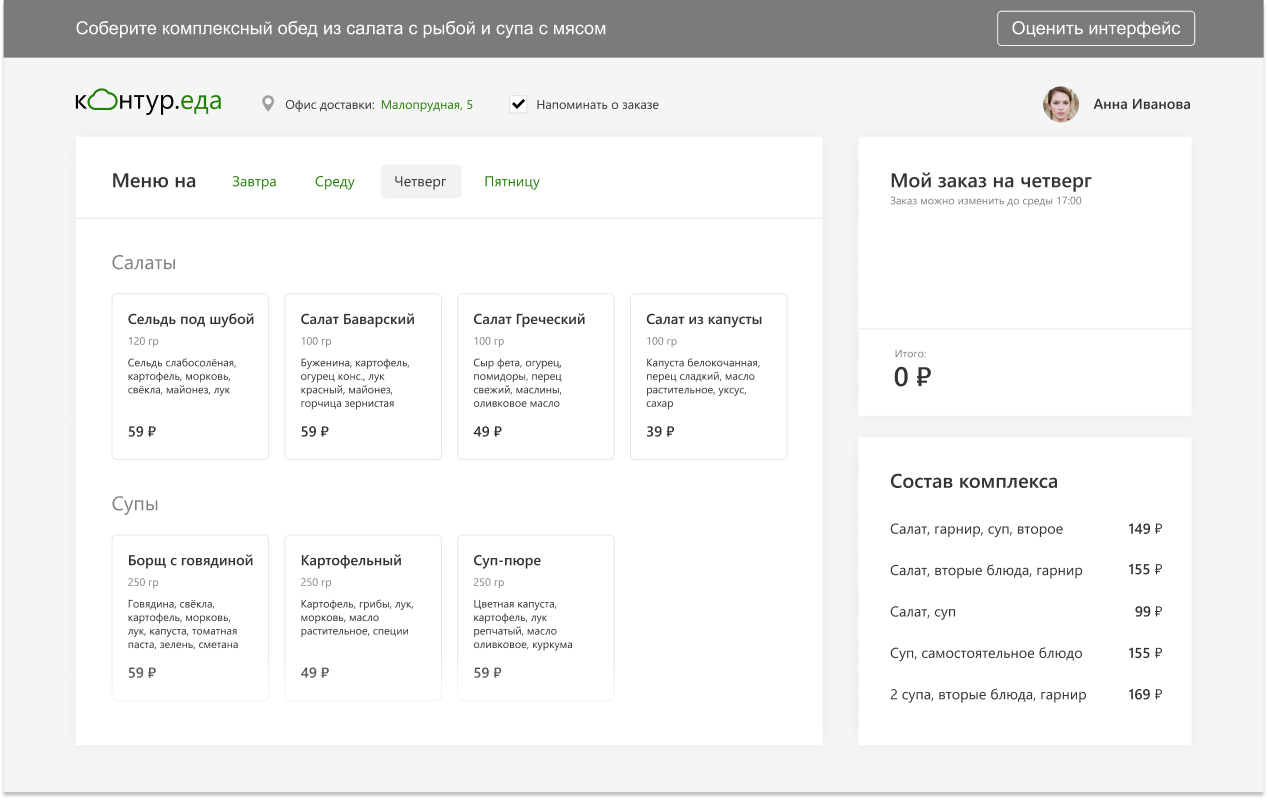 Соберите комплексный обед из салата с рыбой и супа с мясом
Оценить интерфейс
контур.еда
Офис доставки: Малопрудная, 5
Напоминать о заказе
Анна Иванова
Меню на
Завтра
Среду
Четверг
Пятницу
Салаты
Сельдь под шубой
120 гр
Сельдь слабосолёная,
картофель, морковь,
свёкла, майонез, лук
59 ₽
Салат Баварский
100 гр
Буженина, картофель,
огурец конс., лук
красный, майонез,
горчица зернистая
59 ₽
Салат Греческий
100 гр
Сыр фета, огурец,
помидоры, перец
свежий, маслины,
оливковое масло
49 ₽
Салат из капусты
100 гр
Капуста белокочанная,
перец сладкий, масло
растительное, уксус,
сахар
39 ₽
Супы
Борщ с говядиной
250 гр
Говядина, свёкла,
картофель, морковь,
лук, капуста, томатная
паста, зелень, сметана
59 ₽
Картофельный
250 гр
Картофель, грибы, лук,
морковь, масло
растительное, специи
49 ₽
Суп-пюре
250 гр
Цветная капуста,
картофель, лук
репчатый, масло
оливковое, куркума
59 ₽
Мой заказ на четверг
Заказ можно изменить до среды 17:00
Итого:
0 ₽
Состав комплекса
Салат, гарнир, суп, второе 149 ₽
Салат, вторые блюда, гарнир 155 ₽
Салат, суп 99 ₽
Суп, самостоятельное блюдо 155 ₽
2 супа, вторые блюда, гарнир 169 ₽